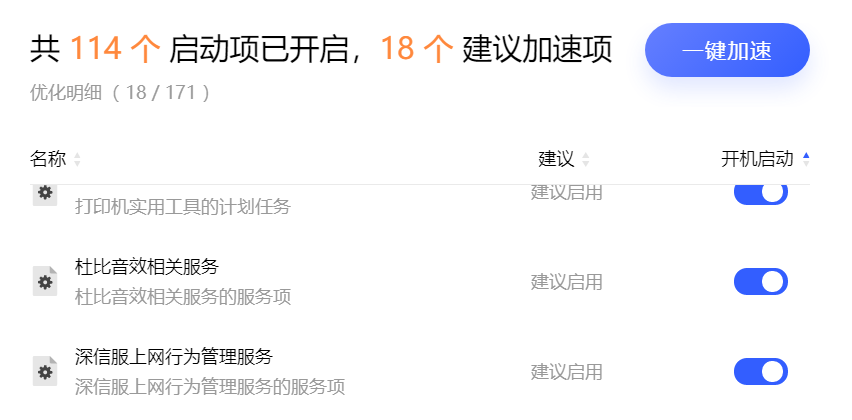 共 114 个 启动项已开启，18 个 建议加速项
一键加速
优化明细（ 18 / 171 ）
名称 建议 开机启动
建议启用
打印机实用工具的计划任务
杜比音效相关服务
杜比音效相关服务的服务项
建议启用
深信服上网行为管理服务
深信服上网行为管理服务的服务项
建议启用